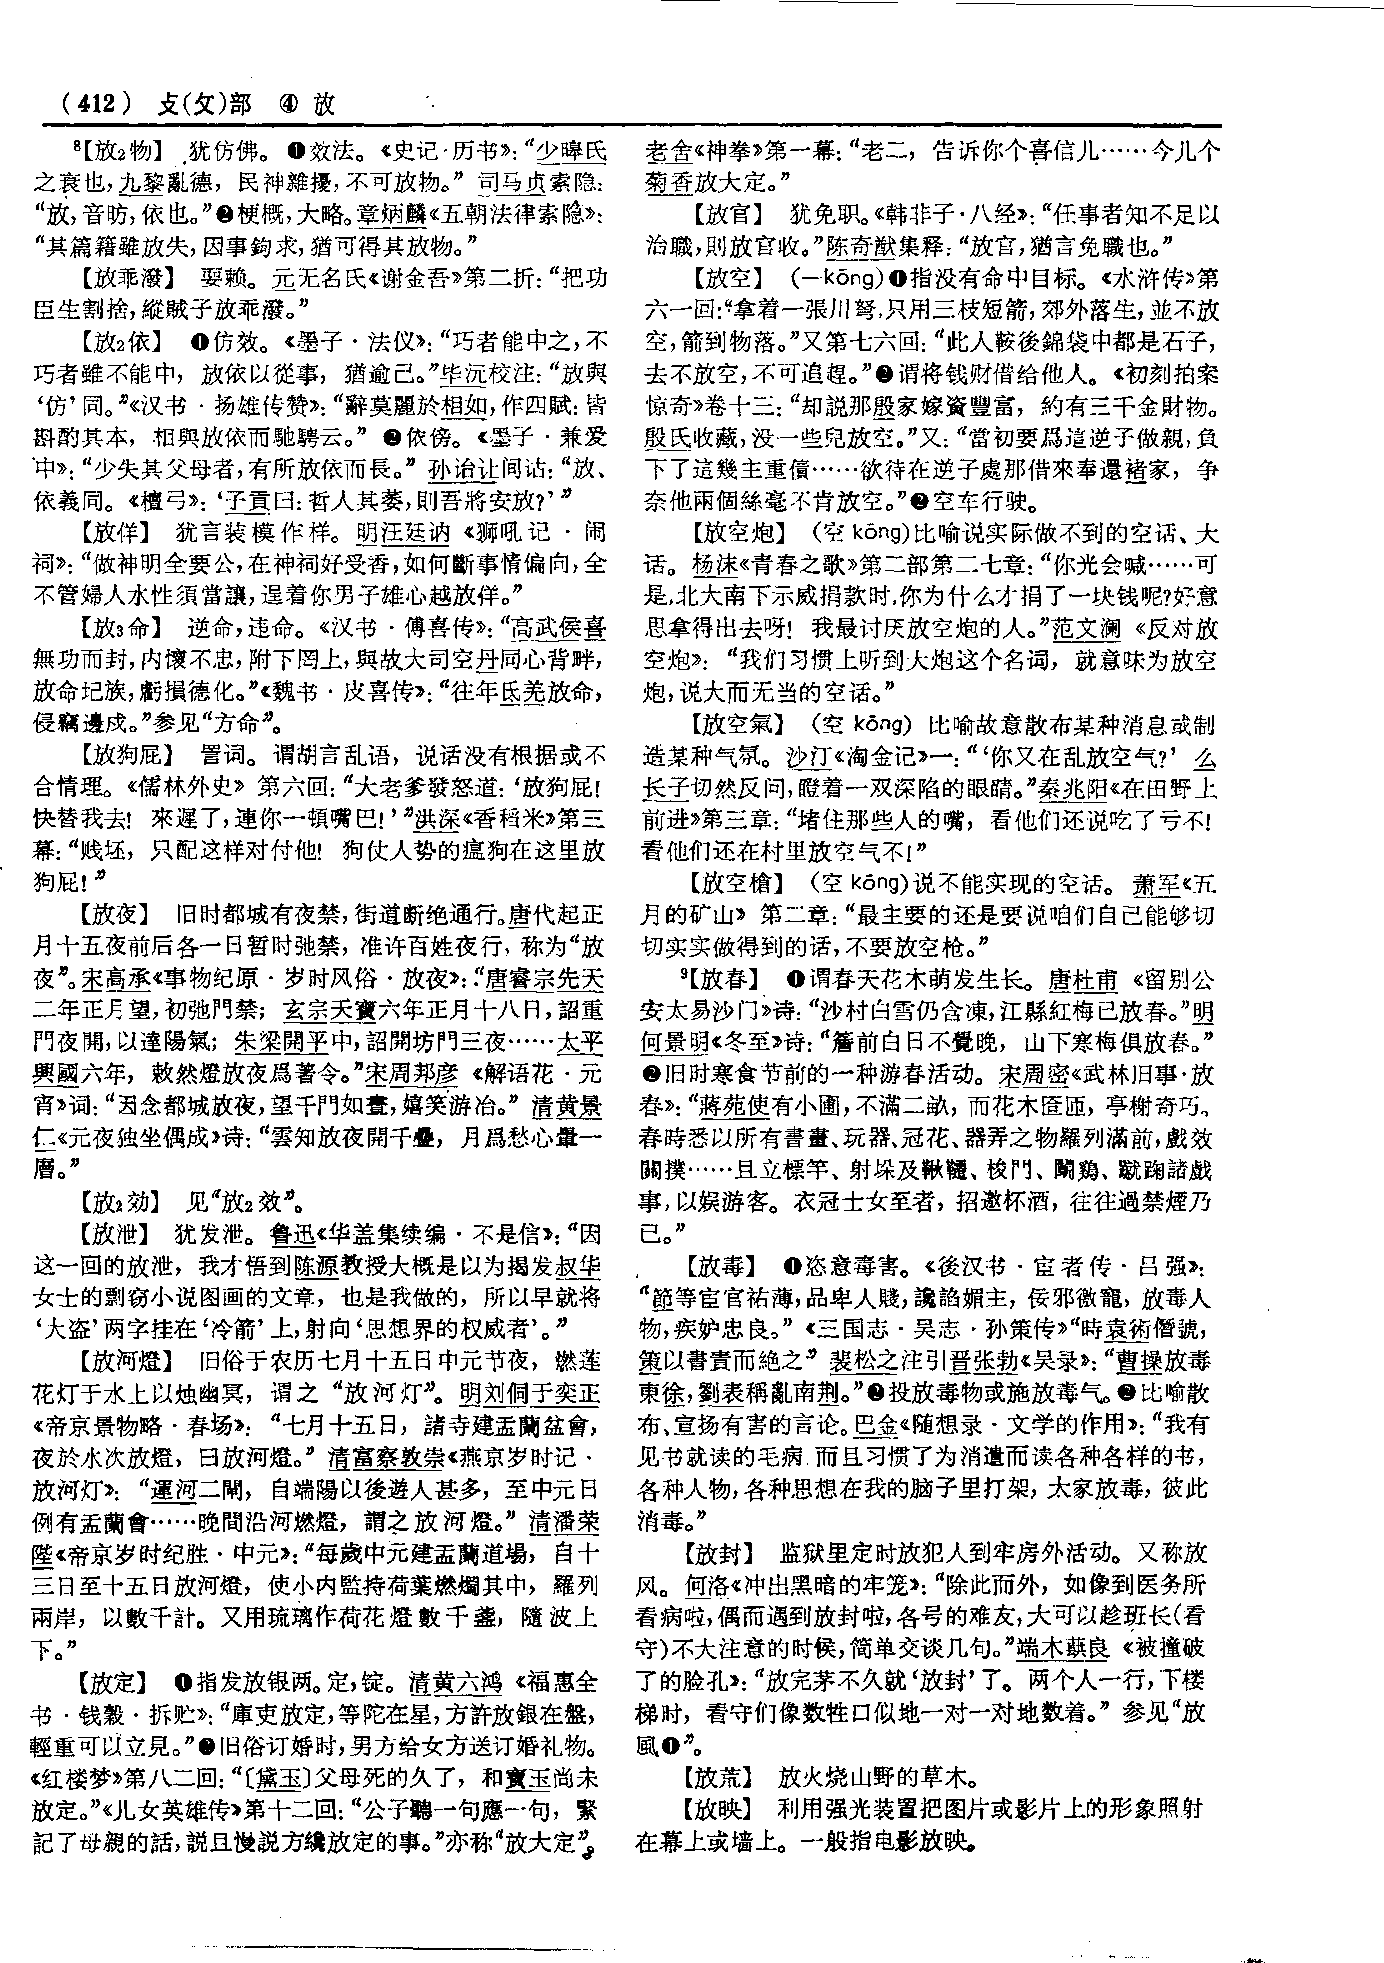 (412) 攴(攵)部 ④ 放
⁸【放₂物】 犹仿佛。❶效法。《史记·历书》：“少暤氏
之衰也，九黎亂德，民神雜擾，不可放物。”司马贞索隐：
“放，音昉，依也。”❷梗概，大略。章炳麟《五朝法律索隐》：
“其篇籍雖放失，因事鉤求，猶可得其放物。”
【放乖潑】 耍赖。元无名氏《谢金吾》第二折：“把功
臣生割捨，縱賊子放乖潑。”
【放₂依】 ❶仿效。《墨子·法仪》：“巧者能中之，不
巧者雖不能中，放依以從事，猶逾己。”毕沅校注：“放與
‘仿’同。”《汉书·扬雄传赞》：“辭莫麗於相如，作四賦：皆
斟酌其本，相與放依而馳騁云。”❷依傍。《墨子·兼爱
中》：“少失其父母者，有所放依而長。”孙诒让间诂：“放、
依義同。《檀弓》：‘子貢曰：哲人其萎，則吾將安放？’”
【放佯】 犹言装模作样。明汪廷讷《狮吼记·闹
祠》：“做神明全要公，在神祠好受香，如何斷事情偏向，全
不管婦人水性須當讓，逞着你男子雄心越放佯。”
【放₃命】 逆命，违命。《汉书·傅喜传》：“高武侯喜
無功而封，内懷不忠，附下罔上，與故大司空丹同心背畔，
放命圮族，虧損德化。”《魏书·皮喜传》：“往年氐羌放命，
侵竊邊戍。”参见“方命”。
【放狗屁】 詈词。谓胡言乱语，说话没有根据或不
合情理。《儒林外史》第六回：“大老爹發怒道：‘放狗屁！
快替我去！來遲了，連你一頓嘴巴！’”洪深《香稻米》第三
幕：“贱坯，只配这样对付他！狗仗人势的瘟狗在这里放
狗屁！”
【放夜】 旧时都城有夜禁，街道断绝通行。唐代起正
月十五夜前后各一日暂时弛禁，准许百姓夜行，称为“放
夜”。宋高承《事物纪原·岁时风俗·放夜》：“唐睿宗先天
二年正月望，初弛門禁；玄宗天寶六年正月十八日，詔重
門夜開，以達陽氣；朱梁開平中，詔開坊門三夜……太平
興國六年，敕然燈放夜爲著令。”宋周邦彦《解语花·元
宵》词：“因念都城放夜，望千門如晝，嬉笑游冶。”清黄景
仁《元夜独坐偶成》诗：“雲知放夜開千疊，月爲愁心暈一
層。”
【放₂効】 见“放₂效”。
【放泄】 犹发泄。鲁迅《华盖集续编·不是信》：“因
这一回的放泄，我才悟到陈源教授大概是以为揭发叔华
女士的剽窃小说图画的文章，也是我做的，所以早就将
‘大盗’两字挂在‘冷箭’上，射向‘思想界的权威者’。”
【放河燈】 旧俗于农历七月十五日中元节夜，燃莲
花灯于水上以烛幽冥，谓之“放河灯”。明刘侗于奕正
《帝京景物略·春场》：“七月十五日，諸寺建盂蘭盆會，
夜於水次放燈，曰放河燈。”清富察敦崇《燕京岁时记·
放河灯》：“運河二閘，自端陽以後遊人甚多，至中元日
例有盂蘭會……晚間沿河燃燈，謂之放河燈。”清潘荣
陛《帝京岁时纪胜·中元》：“每歲中元建盂蘭道場，自十
三日至十五日放河燈，使小内監持荷葉燃燭其中，羅列
兩岸，以數千計。又用琉璃作荷花燈數千盞，隨波上
下。”
【放定】 ❶指发放银两。定，锭。清黄六鸿《福惠全
书·钱穀·拆贮》：“庫吏放定，等陀在星，方許放銀在盤，
輕重可以立見。”❷旧俗订婚时，男方给女方送订婚礼物。
《红楼梦》第八二回：“〔黛玉〕父母死的久了，和寶玉尚未
放定。”《儿女英雄传》第十二回：“公子聽一句應一句，緊
記了母親的話，説且慢説方纔放定的事。”亦称“放大定”。
老舍《神拳》第一幕：“老二，告诉你个喜信儿……今儿个
菊香放大定。”
【放官】 犹免职。《韩非子·八经》：“任事者知不足以
治職，則放官收。”陈奇猷集释：“放官，猶言免職也。”
【放空】 (—kōng)❶指没有命中目标。《水浒传》第
六一回：“拿着一張川弩，只用三枝短箭，郊外落生，並不放
空，箭到物落。”又第七六回：“此人鞍後錦袋中都是石子，
去不放空，不可追趕。”❷谓将钱财借给他人。《初刻拍案
惊奇》卷十三：“却説那殷家嫁資豐富，約有三千金財物。
殷氏收藏，没一些兒放空。”又：“當初要爲這逆子做親，負
下了這幾主重債……欲待在逆子處那借來奉還褚家，争
奈他兩個絲毫不肯放空。”❷空车行驶。
【放空炮】 (空 kōng)比喻说实际做不到的空话、大
话。杨沫《青春之歌》第二部第二七章：“你光会喊……可
是，北大南下示威捐款时，你为什么才捐了一块钱呢？好意
思拿得出去呀！我最讨厌放空炮的人。”范文澜《反对放
空炮》：“我们习惯上听到大炮这个名词，就意味为放空
炮，说大而无当的空话。”
【放空氣】 (空 kōng) 比喻故意散布某种消息或制
造某种气氛。沙汀《淘金记》一：“‘你又在乱放空气？’么
长子切然反问，瞪着一双深陷的眼睛。”秦兆阳《在田野上
前进》第三章：“堵住那些人的嘴，看他们还说吃了亏不！
看他们还在村里放空气不！”
【放空槍】 (空 kōng)说不能实现的空话。萧军《五
月的矿山》第二章：“最主要的还是要说咱们自己能够切
切实实做得到的话，不要放空枪。”
⁹【放春】 ❶谓春天花木萌发生长。唐杜甫《留别公
安太易沙门》诗：“沙村白雪仍含凍，江縣紅梅已放春。”明
何景明《冬至》诗：“簷前白日不覺晚，山下寒梅俱放春。”
❷旧时寒食节前的一种游春活动。宋周密《武林旧事·放
春》：“蒋苑使有小圃，不滿二畝，而花木匼匝，亭榭奇巧。
春時悉以所有書畫、玩器、冠花、器弄之物羅列滿前，戲效
關撲……且立標竿、射垜及鞦韆、梭門、鬭鷄、蹴踘諸戲
事，以娱游客。衣冠士女至者，招邀杯酒，往往過禁煙乃
已。”
【放毒】 ❶恣意毒害。《後汉书·宦者传·吕强》：
“節等宦官祐薄，品卑人賤，讒諂媚主，佞邪徼寵，放毒人
物，疾妒忠良。”《三国志·吴志·孙策传》“時袁術僭號，
策以書責而絶之”裴松之注引晋张勃《吴录》：“曹操放毒
東徐，劉表稱亂南荆。”❷投放毒物或施放毒气。❷比喻散
布、宣扬有害的言论。巴金《随想录·文学的作用》：“我有
见书就读的毛病，而且习惯了为消遣而读各种各样的书，
各种人物，各种思想在我的脑子里打架，大家放毒，彼此
消毒。”
【放封】 监狱里定时放犯人到牢房外活动。又称放
风。何洛《冲出黑暗的牢笼》：“除此而外，如像到医务所
看病啦，偶而遇到放封啦，各号的难友，大可以趁班长(看
守)不大注意的时候，简单交谈几句。”端木蕻良《被撞破
了的脸孔》：“放完茅不久就‘放封’了。两个人一行，下楼
梯时，看守们像数牲口似地一对一对地数着。”参见“放
風❶”。
【放荒】 放火烧山野的草木。
【放映】 利用强光装置把图片或影片上的形象照射
在幕上或墙上。一般指电影放映。